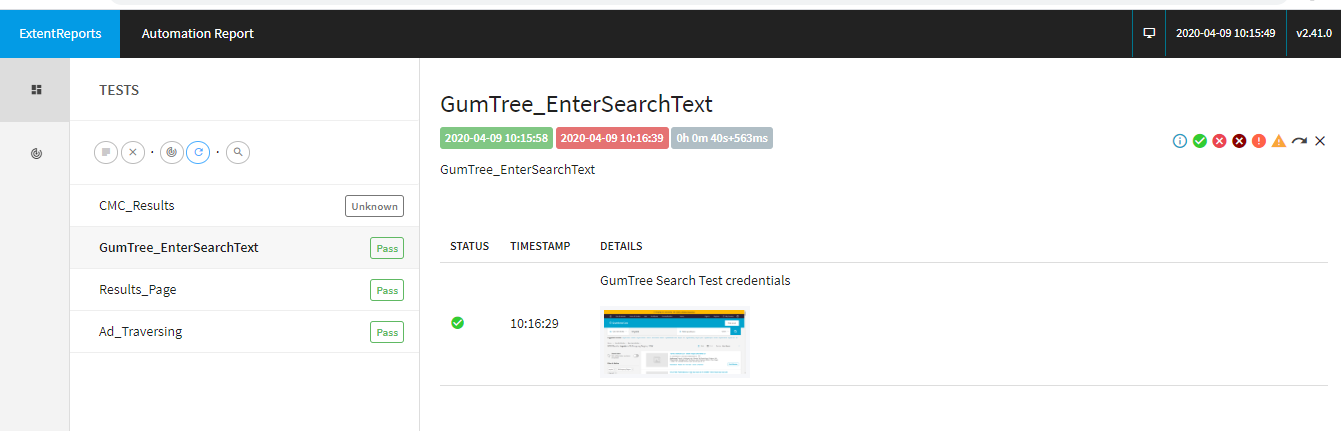 ExtentReports Automation Report 2020-04-09 10:15:49 v2.41.0
TESTS
CMC_Results Unknown
GumTree_EnterSearchText Pass
Results_Page Pass
Ad_Traversing Pass
GumTree_EnterSearchText
2020-04-09 10:15:58 2020-04-09 10:16:39 0h 0m 40s+563ms
GumTree_EnterSearchText
STATUS TIMESTAMP DETAILS
GumTree Search Test credentials
10:16:29